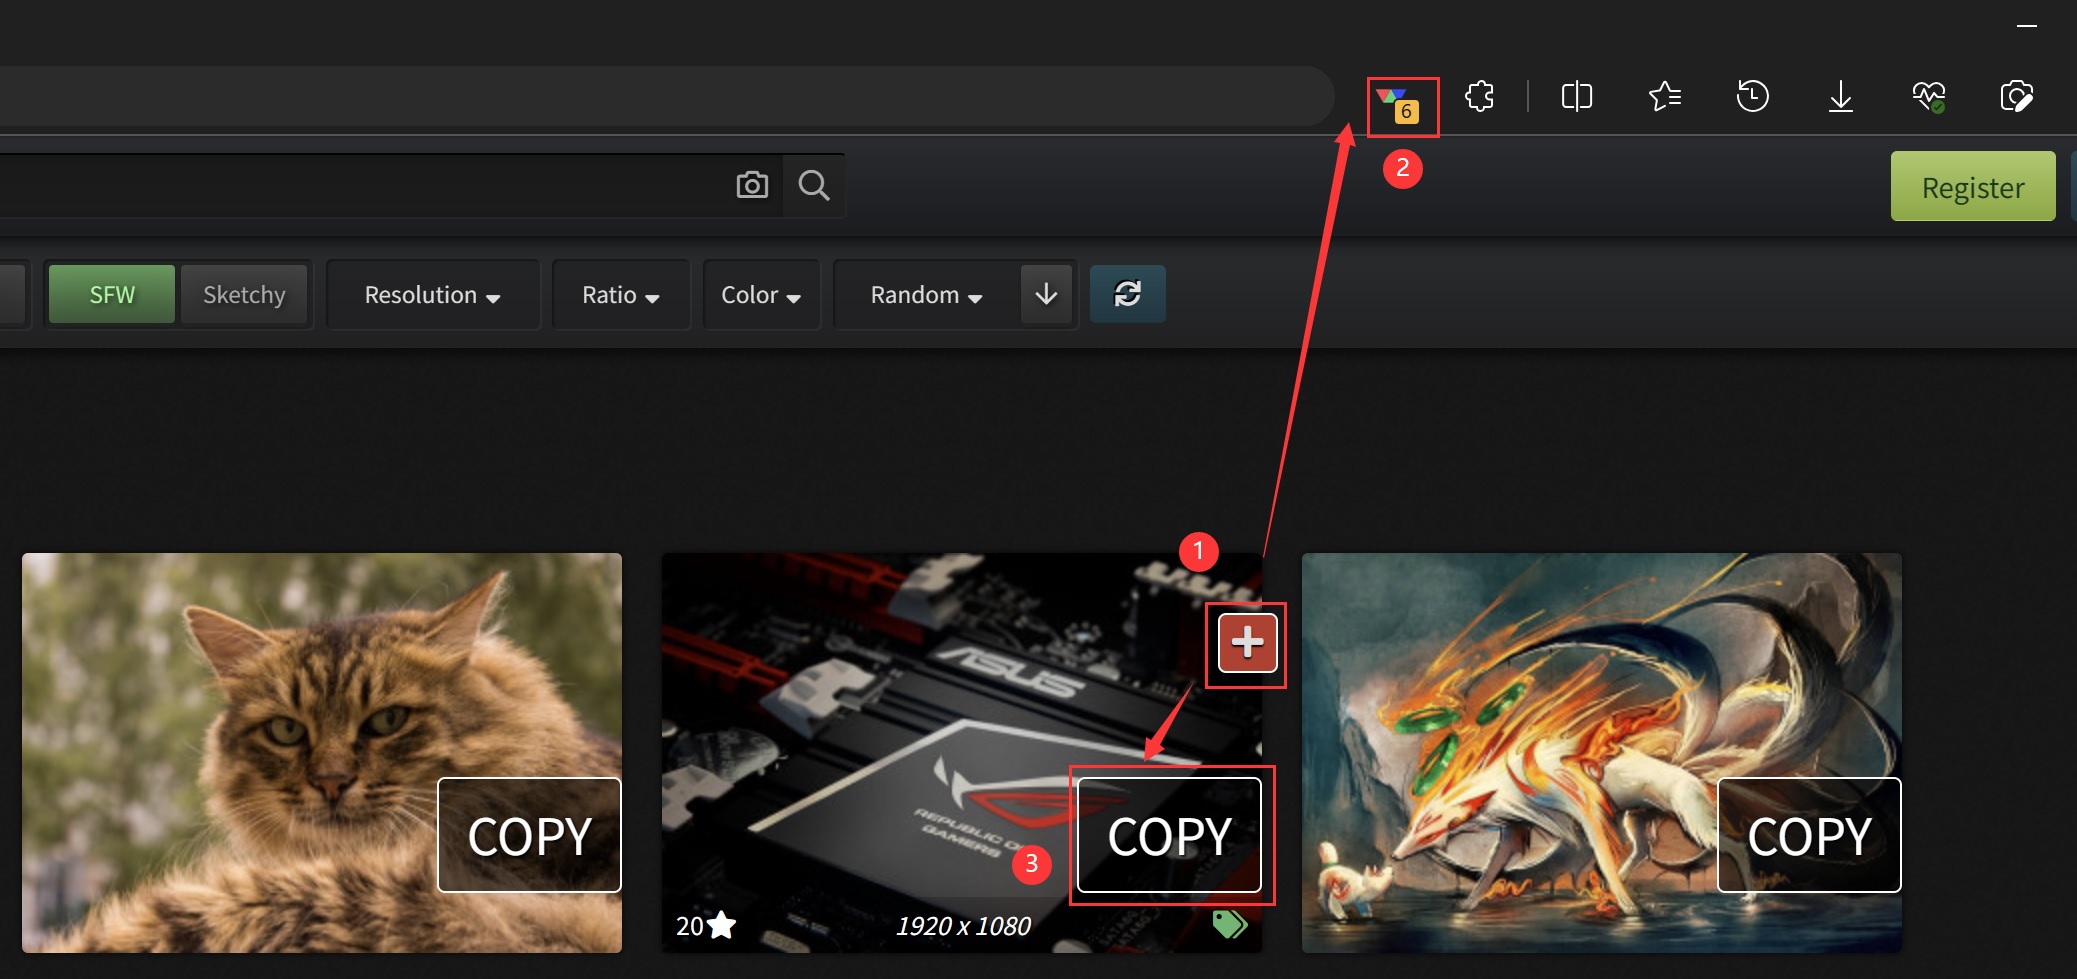 6
2
Register
SFW
Sketchy
Resolution
Ratio
Color
Random
1
ASUS
REPUBLIC OF
GAMERS
COPY
COPY
COPY
3
20
1920 x 1080